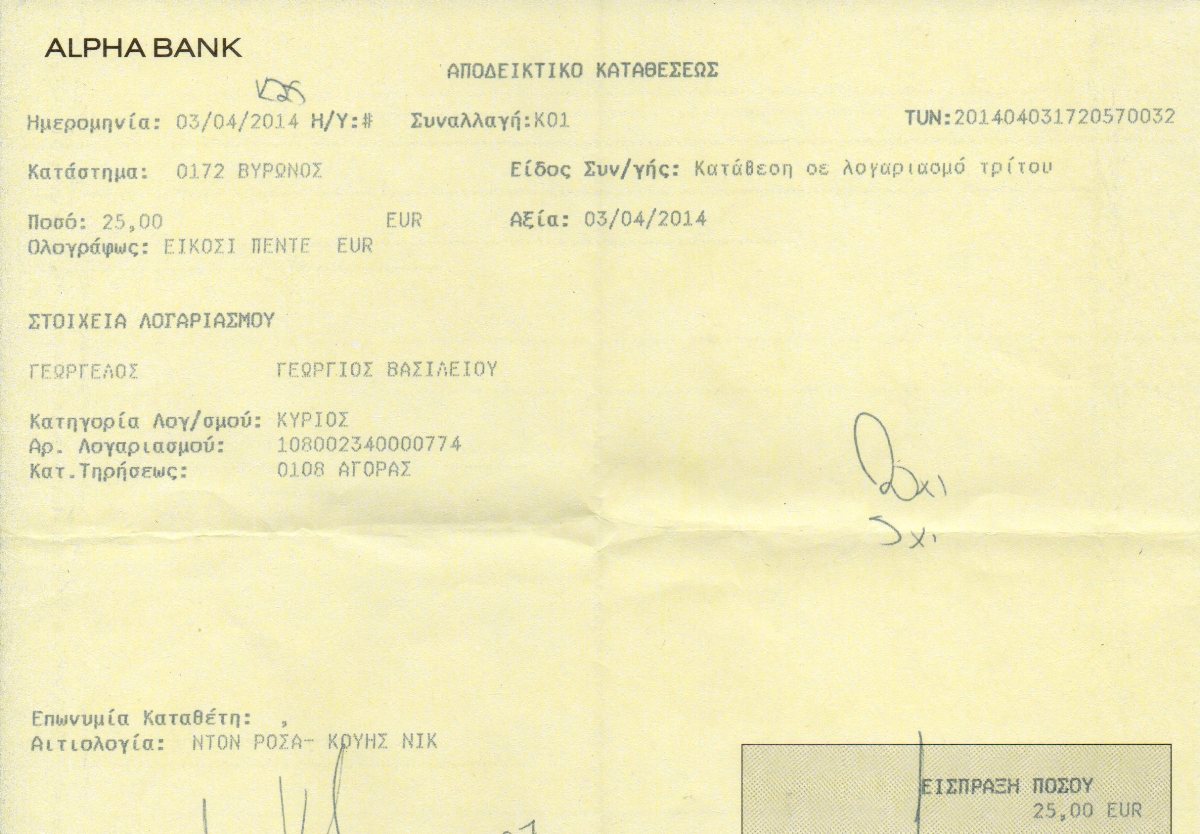 ALPHA BANK
ΑΠΟΔΕΙΚΤΙΚΟ ΚΑΤΑΘΕΣΕΩΣ
Ημερομηνία: 03/04/2014 Η/Υ:# Συναλλαγή:Κ01 TUN:201404031720570032
Κατάστημα: 0172 ΒΥΡΩΝΟΣ Είδος Συν/γής: Κατάθεση σε λογαριασμό τρίτου
Ποσό: 25,00 EUR Αξία: 03/04/2014
Ολογράφως: ΕΙΚΟΣΙ ΠΕΝΤΕ EUR
ΣΤΟΙΧΕΙΑ ΛΟΓΑΡΙΑΣΜΟΥ
ΓΕΩΡΓΕΛΟΣ ΓΕΩΡΓΙΟΣ ΒΑΣΙΛΕΙΟΥ
Κατηγορία Λογ/σμού: ΚΥΡΙΟΣ
Αρ. Λογαριασμού: 108002340000774
Κατ.Τηρήσεως: 0108 ΑΓΟΡΑΣ
Επωνυμία Καταθέτη: ,
Αιτιολογία: ΝΤΟΝ ΡΟΣΑ- ΚΟΥΗΣ ΝΙΚ
ΕΙΣΠΡΑΞΗ ΠΟΣΟΥ
25,00 EUR